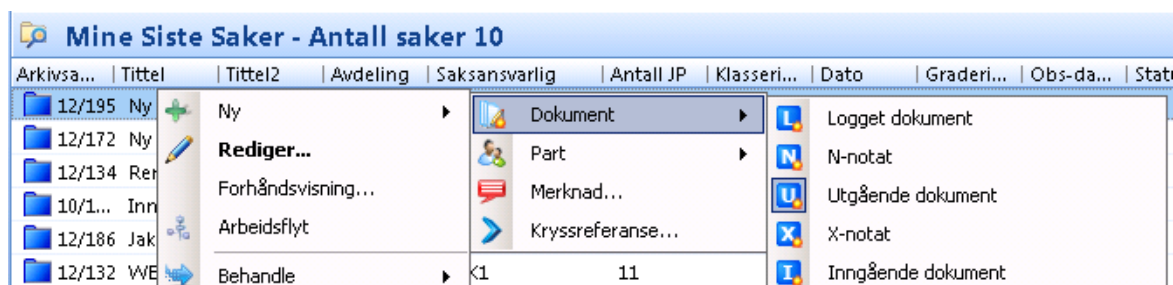 Mine Siste Saker - Antall saker 10
Arkivsa... Tittel Tittel2 Avdeling Saksansvarlig Antall JP Klasseri... Dato Graderi... Obs-da... Stat
12/195 Ny Ny Dokument L Logget dokument
12/172 Ny Rediger... Part N N-notat
12/134 Rer Forhåndsvisning... Merknad... U Utgående dokument
10/1... Inn
12/186 Jak Arbeidsflyt Kryssreferanse... X X-notat
12/132 WE Behandle K1 11 I Inngående dokument